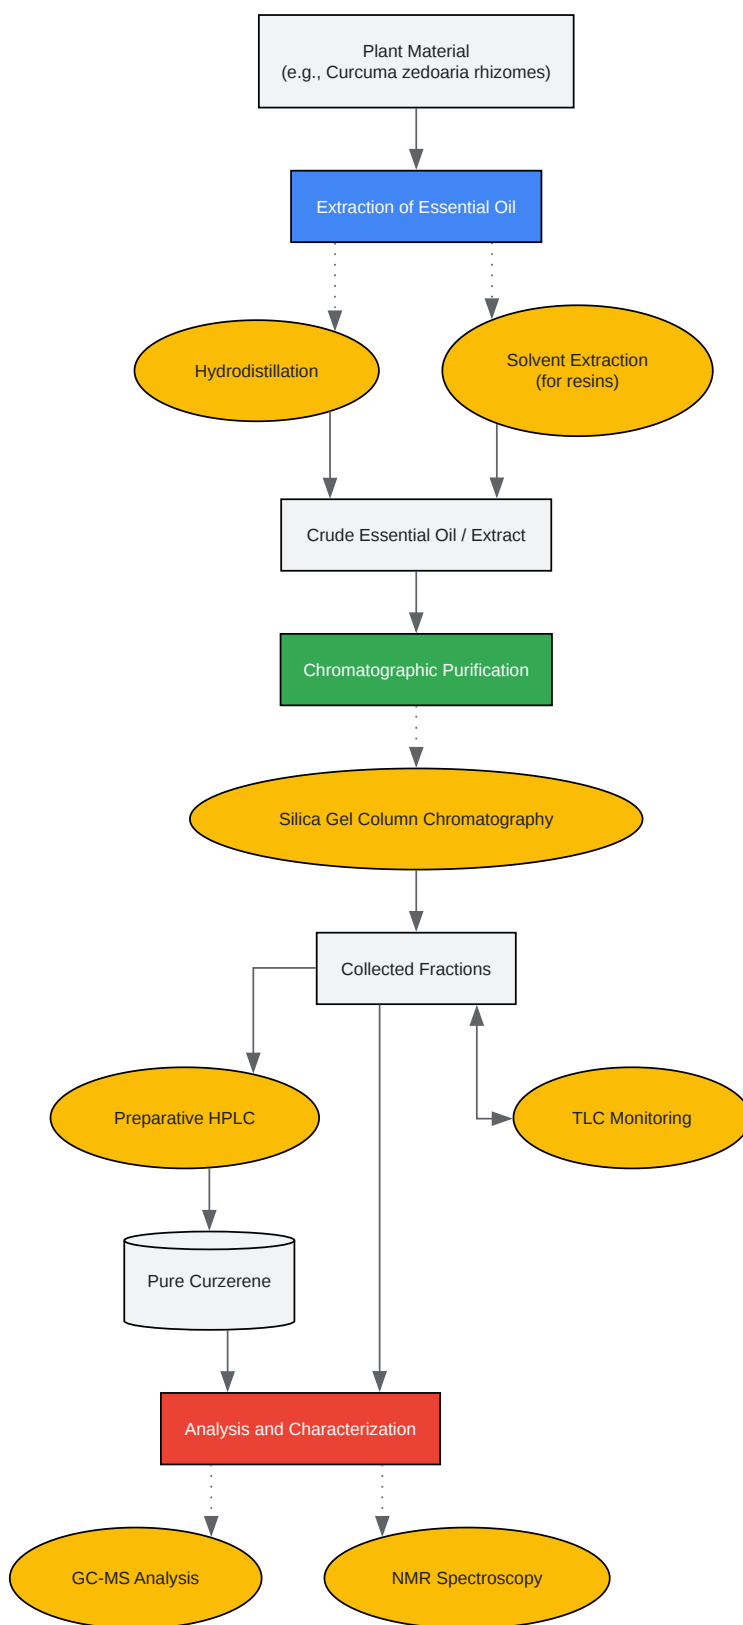 Plant Material
(e.g., Curcuma zedoaria rhizomes)
Extraction of Essential Oil
Hydrodistillation
Solvent Extraction
(for resins)
Crude Essential Oil / Extract
Chromatographic Purification
Silica Gel Column Chromatography
Collected Fractions
Preparative HPLC
TLC Monitoring
Pure Curzerene
Analysis and Characterization
GC-MS Analysis
NMR Spectroscopy